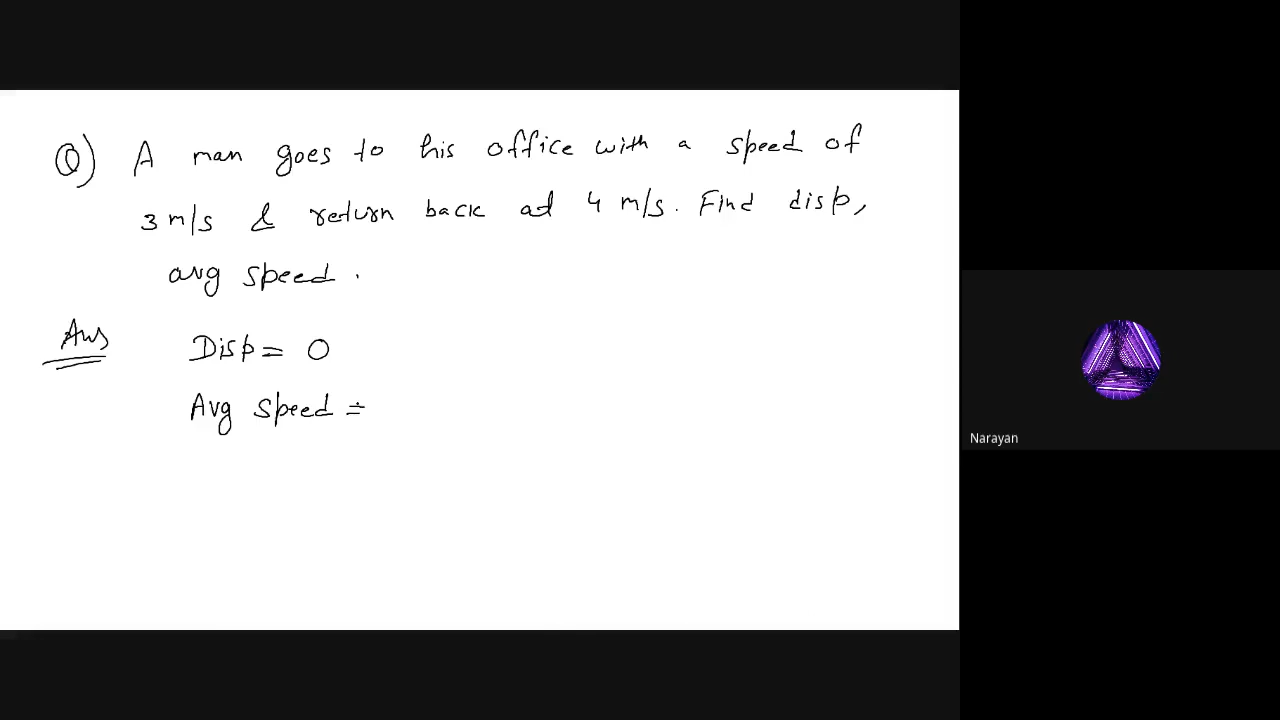 Q) A man goes to his office with a speed of
3 m/s & return back at 4 m/s. Find disp,
avg speed.
Ans Disp = 0
Avg speed =
Narayan